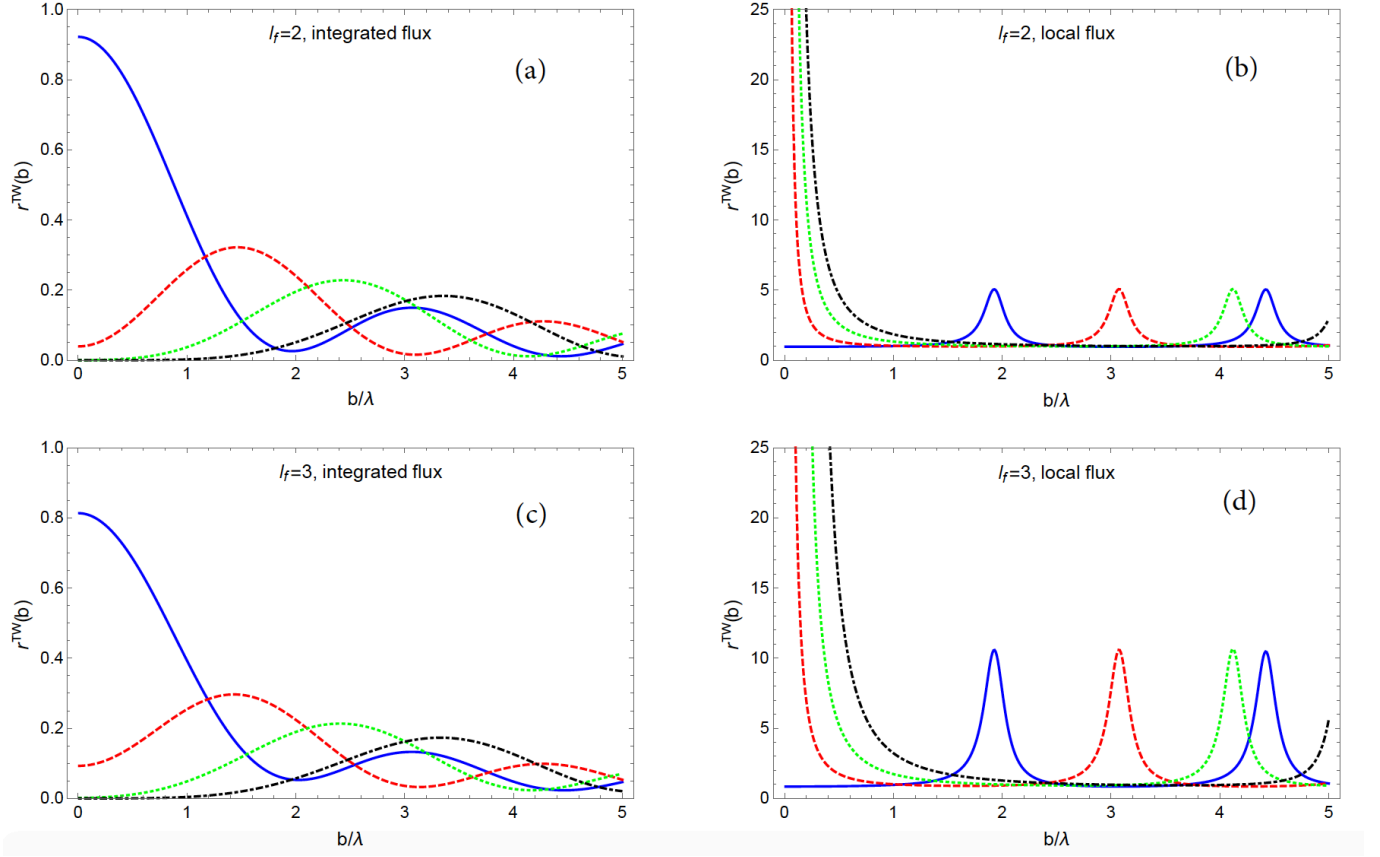 l_f=2, integrated flux
(a)
r^TW(b)
1.0
0.8
0.6
0.4
0.2
0.0
0 1 2 3 4 5
b/λ
l_f=2, local flux
(b)
r^TW(b)
25
20
15
10
5
0
0 1 2 3 4 5
b/λ
l_f=3, integrated flux
(c)
r^TW(b)
1.0
0.8
0.6
0.4
0.2
0.0
0 1 2 3 4 5
b/λ
l_f=3, local flux
(d)
r^TW(b)
25
20
15
10
5
0
0 1 2 3 4 5
b/λ